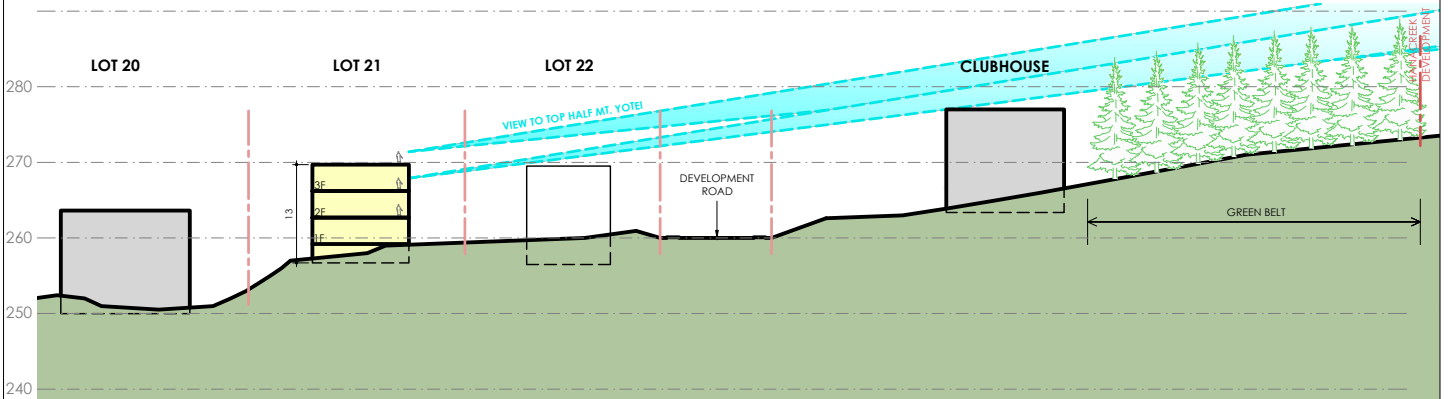 LOT 20
LOT 21
LOT 22
CLUBHOUSE
HANACREEK
DEVELOPMENT
280
VIEW TO TOP HALF MT. YOTEI
270
3F
DEVELOPMENT
ROAD
13
2F
GREEN BELT
260
1F
250
240